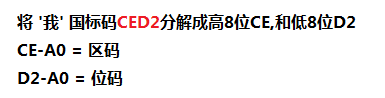 将 '我' 国标码CED2分解成高8位CE,和低8位D2
CE-A0 = 区码
D2-A0 = 位码